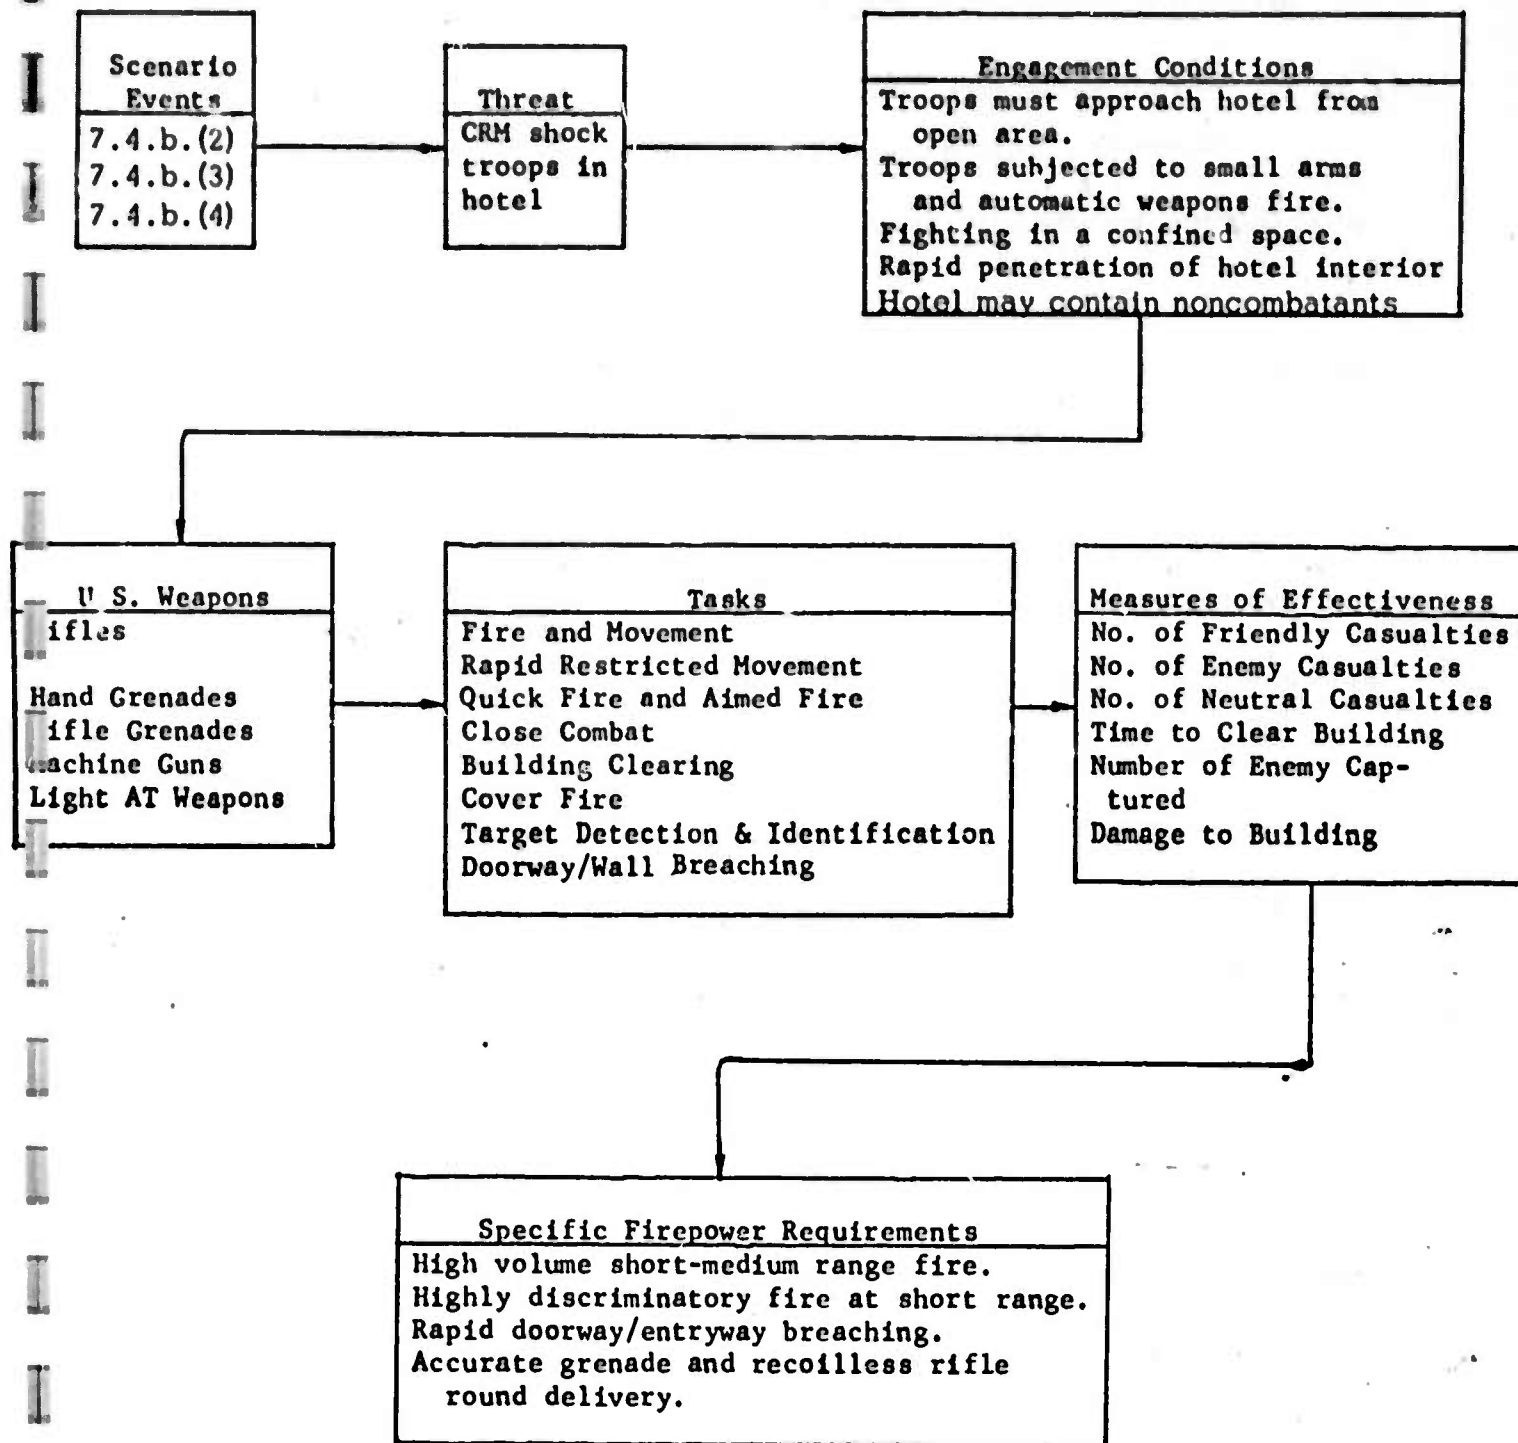 Scenario
Events
7.4.b.(2)
7.4.b.(3)
7.4.b.(4)
Threat
CRM shock
troops in
hotel
Engagement Conditions
Troops must approach hotel from
open area.
Troops subjected to small arms
and automatic weapons fire.
Fighting in a confined space.
Rapid penetration of hotel interior
Hotel may contain noncombatants
U S. Weapons
ifles
Hand Grenades
ifle Grenades
achine Guns
Light AT Weapons
Tasks
Fire and Movement
Rapid Restricted Movement
Quick Fire and Aimed Fire
Close Combat
Building Clearing
Cover Fire
Target Detection & Identification
Doorway/Wall Breaching
Measures of Effectiveness
No. of Friendly Casualties
No. of Enemy Casualties
No. of Neutral Casualties
Time to Clear Building
Number of Enemy Cap-
tured
Damage to Building
Specific Firepower Requirements
High volume short-medium range fire.
Highly discriminatory fire at short range.
Rapid doorway/entryway breaching.
Accurate grenade and recoilless rifle
round delivery.